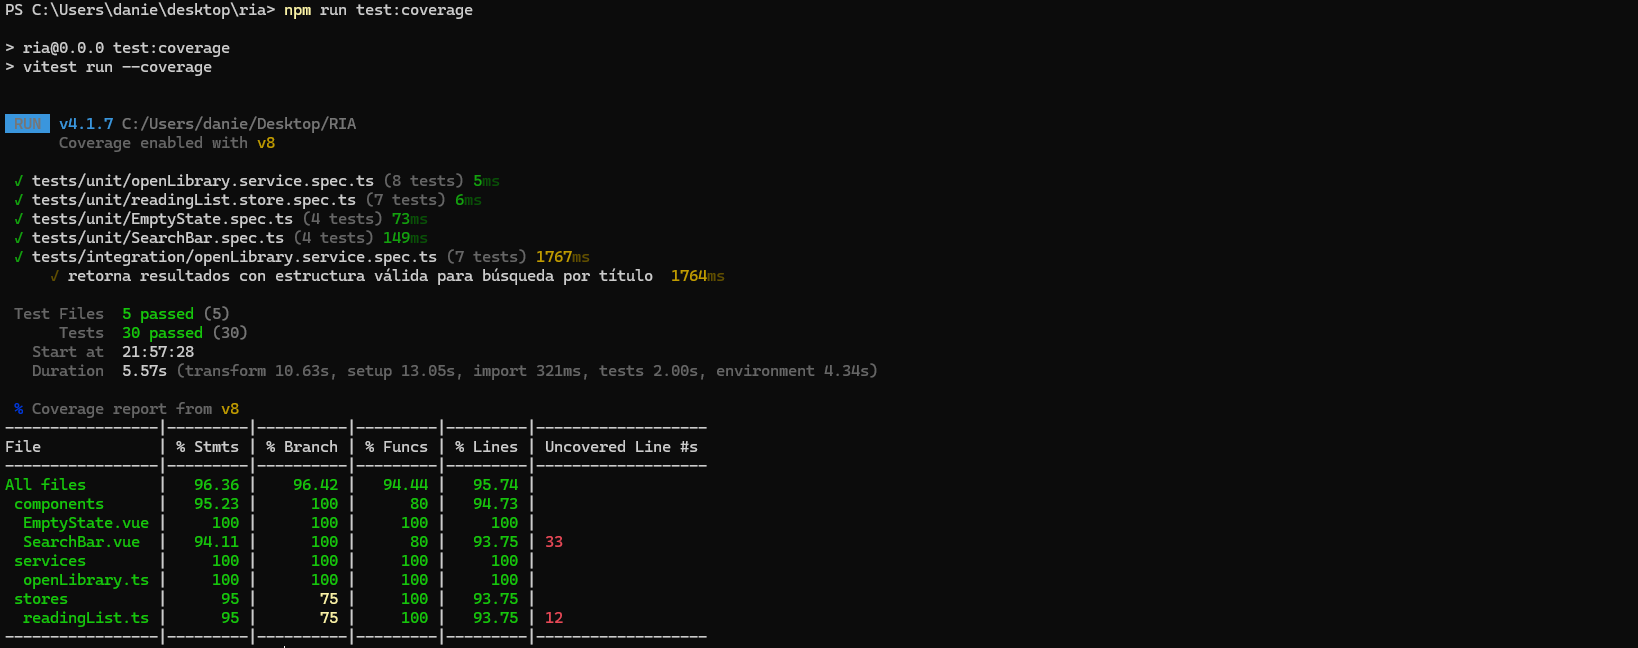 PS C:\Users\danie\desktop\ria> npm run test:coverage
> ria@0.0.0 test:coverage
> vitest run --coverage
RUN v4.1.7 C:/Users/danie/Desktop/RIA
Coverage enabled with v8
✓ tests/unit/openLibrary.service.spec.ts (8 tests) 5ms
✓ tests/unit/readingList.store.spec.ts (7 tests) 6ms
✓ tests/unit/EmptyState.spec.ts (4 tests) 73ms
✓ tests/unit/SearchBar.spec.ts (4 tests) 149ms
✓ tests/integration/openLibrary.service.spec.ts (7 tests) 1767ms
✓ retorna resultados con estructura válida para búsqueda por título 1764ms
Test Files 5 passed (5)
Tests 30 passed (30)
Start at 21:57:28
Duration 5.57s (transform 10.63s, setup 13.05s, import 321ms, tests 2.00s, environment 4.34s)
% Coverage report from v8
-----------------|---------|----------|---------|---------|-------------------
File | % Stmts | % Branch | % Funcs | % Lines | Uncovered Line #s
-----------------|---------|----------|---------|---------|-------------------
All files | 96.36 | 96.42 | 94.44 | 95.74 |
components | 95.23 | 100 | 80 | 94.73 |
EmptyState.vue | 100 | 100 | 100 | 100 |
SearchBar.vue | 94.11 | 100 | 80 | 93.75 | 33
services | 100 | 100 | 100 | 100 |
openLibrary.ts | 100 | 100 | 100 | 100 |
stores | 95 | 75 | 100 | 93.75 |
readingList.ts | 95 | 75 | 100 | 93.75 | 12
-----------------|---------|----------|---------|---------|-------------------